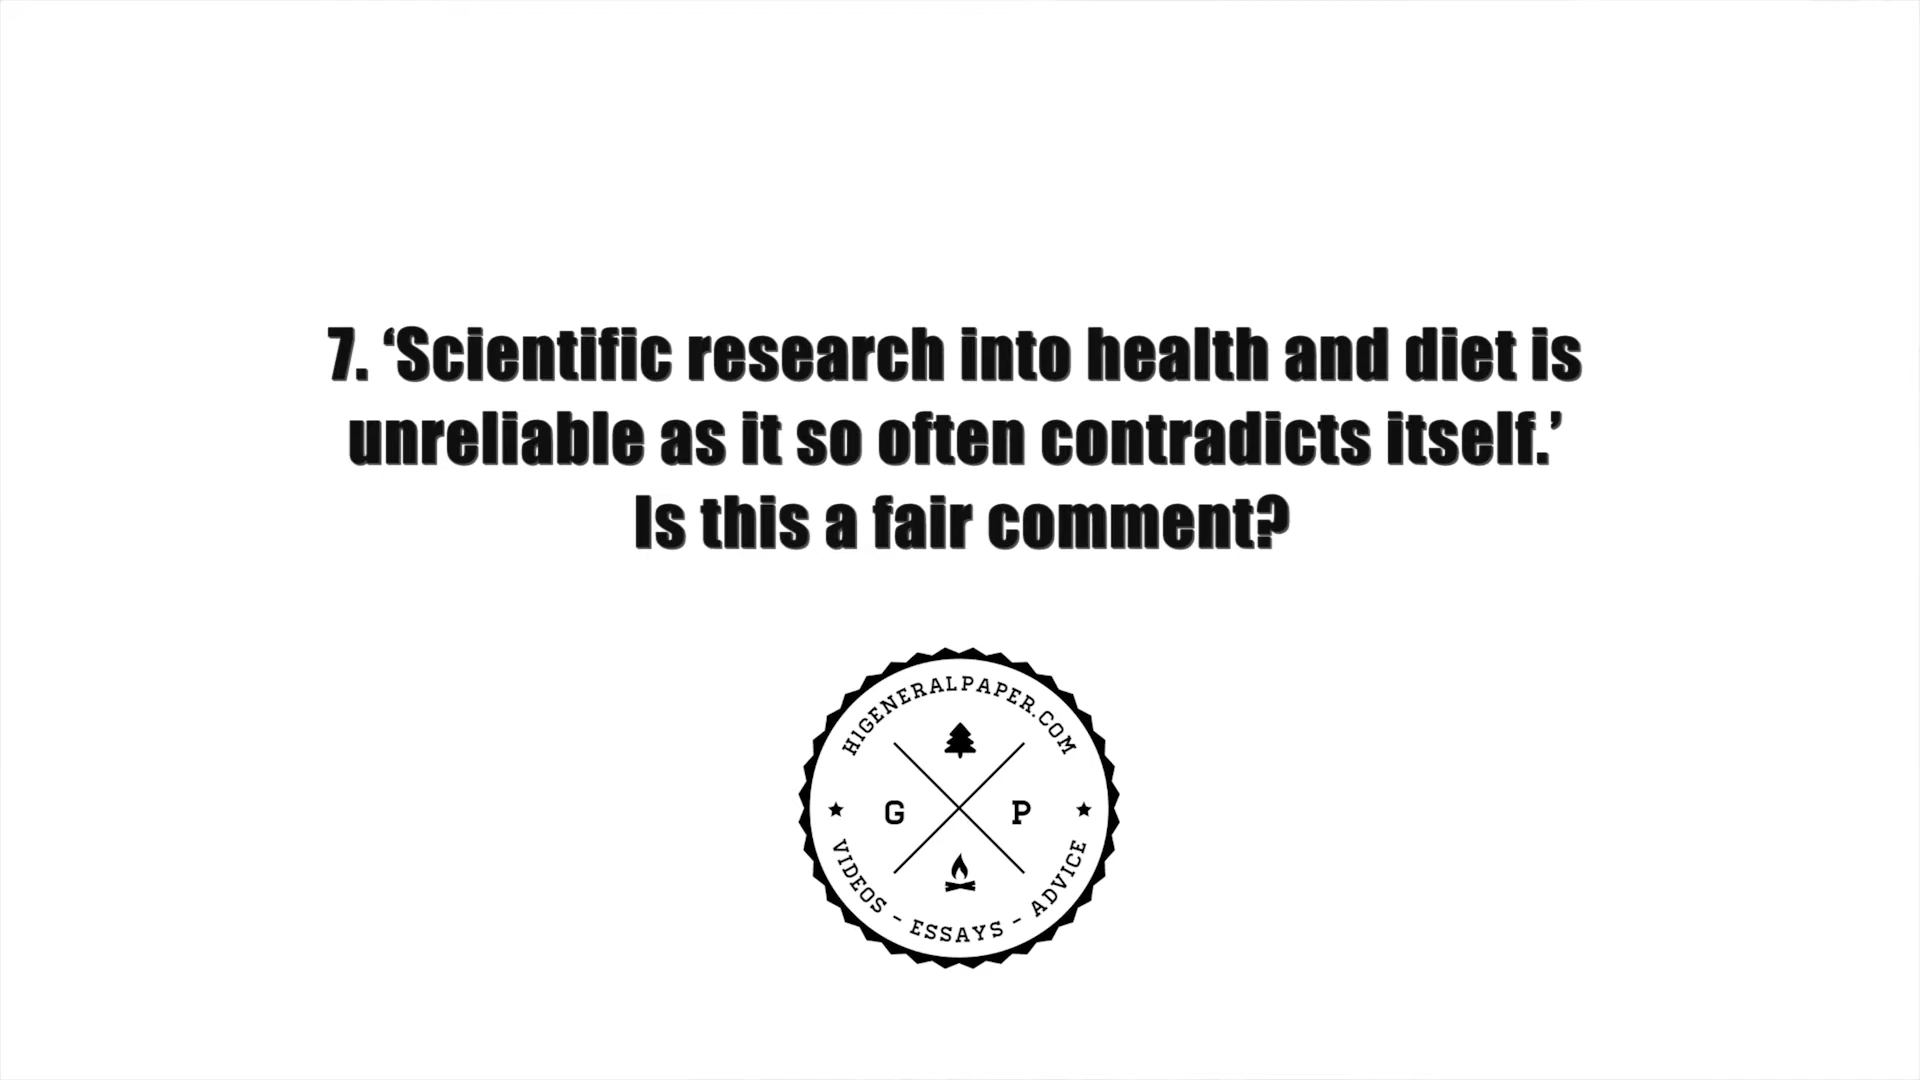 7. ‘Scientific research into health and diet is
unreliable as it so often contradicts itself.’
Is this a fair comment?
H1GENERALPAPER.COM
G P
VIDEOS - ESSAYS - ADVICE